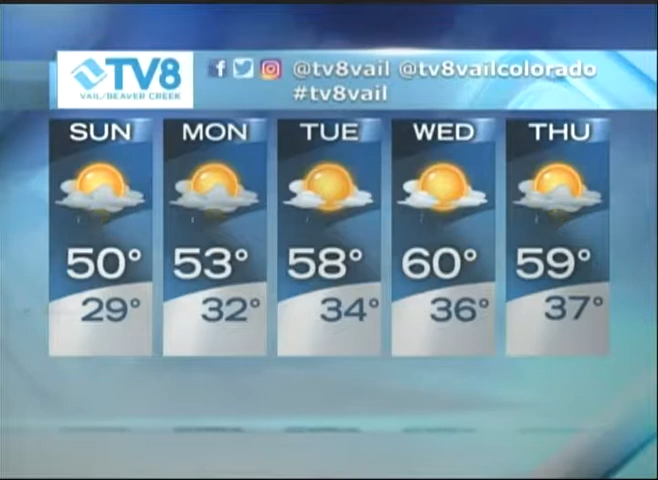 TV8
VAIL/BEAVER CREEK
f @tv8vail @tv8vailcolorado
#tv8vail
SUN MON TUE WED THU
50° 53° 58° 60° 59°
29° 32° 34° 36° 37°